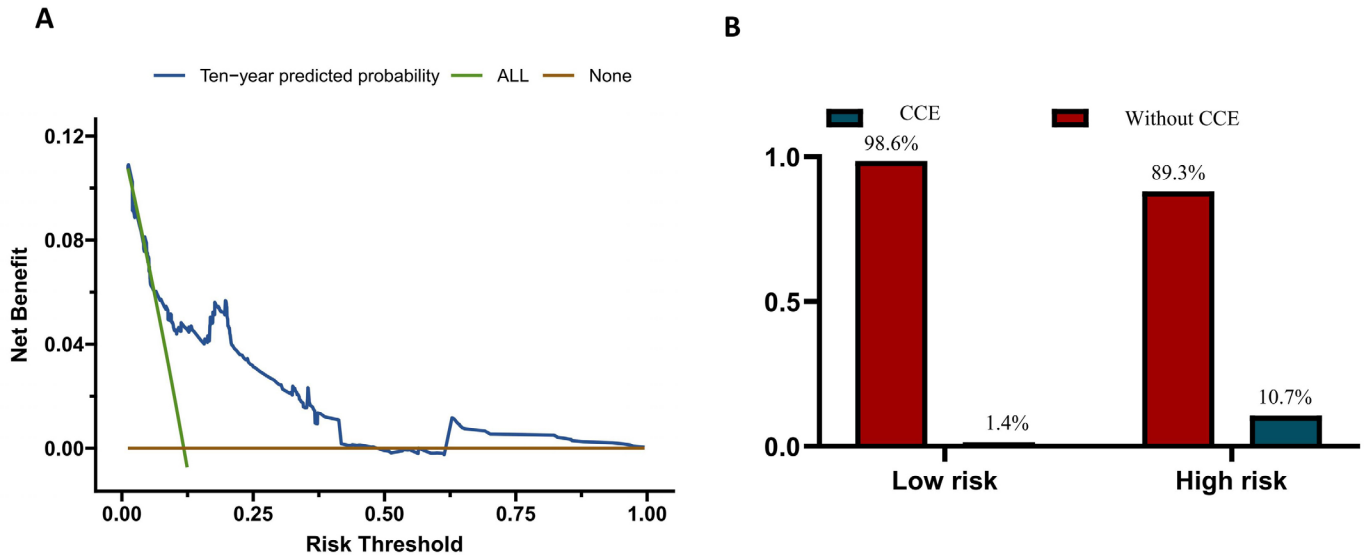 A
Ten−year predicted probability ALL None
0.12
0.08
0.04
0.00
Net Benefit
0.00 0.25 0.50 0.75 1.00
Risk Threshold
B
CCE Without CCE
98.6%
89.3%
1.4%
10.7%
1.0
0.5
0.0
Low risk High risk